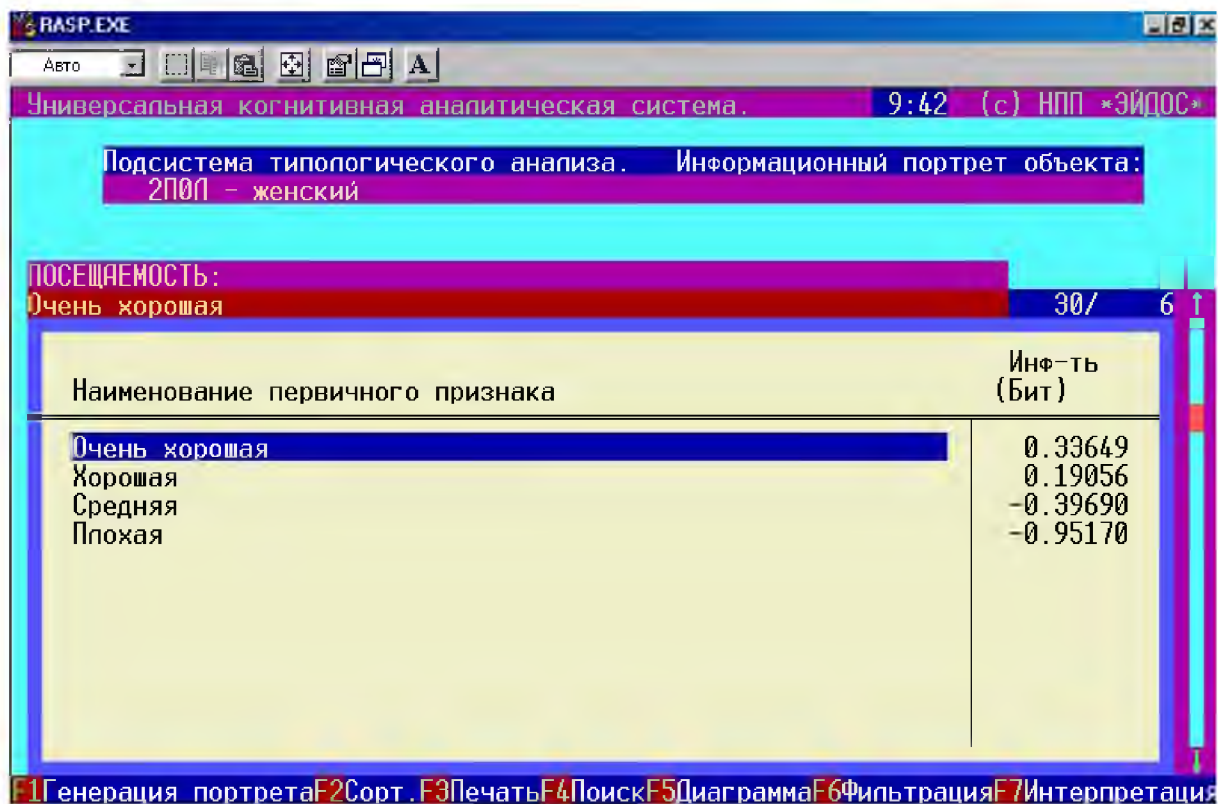 RASP.EXE
Авто A
Универсальная когнитивная аналитическая система. 9:42 (с) НПП *ЭЙДОС*
Подсистема типологического анализа. Информационный портрет объекта:
2ПОЛ - женский
ПОСЕЩАЕМОСТЬ:
Очень хорошая 30/ 6
Инф-ть
Наименование первичного признака (Бит)
Очень хорошая 0.33649
Хорошая 0.19056
Средняя -0.39690
Плохая -0.95170
F1Генерация портретаF2Сорт.F3ПечатьF4ПоискF5ДиаграммаF6ФильтрацияF7Интерпретация